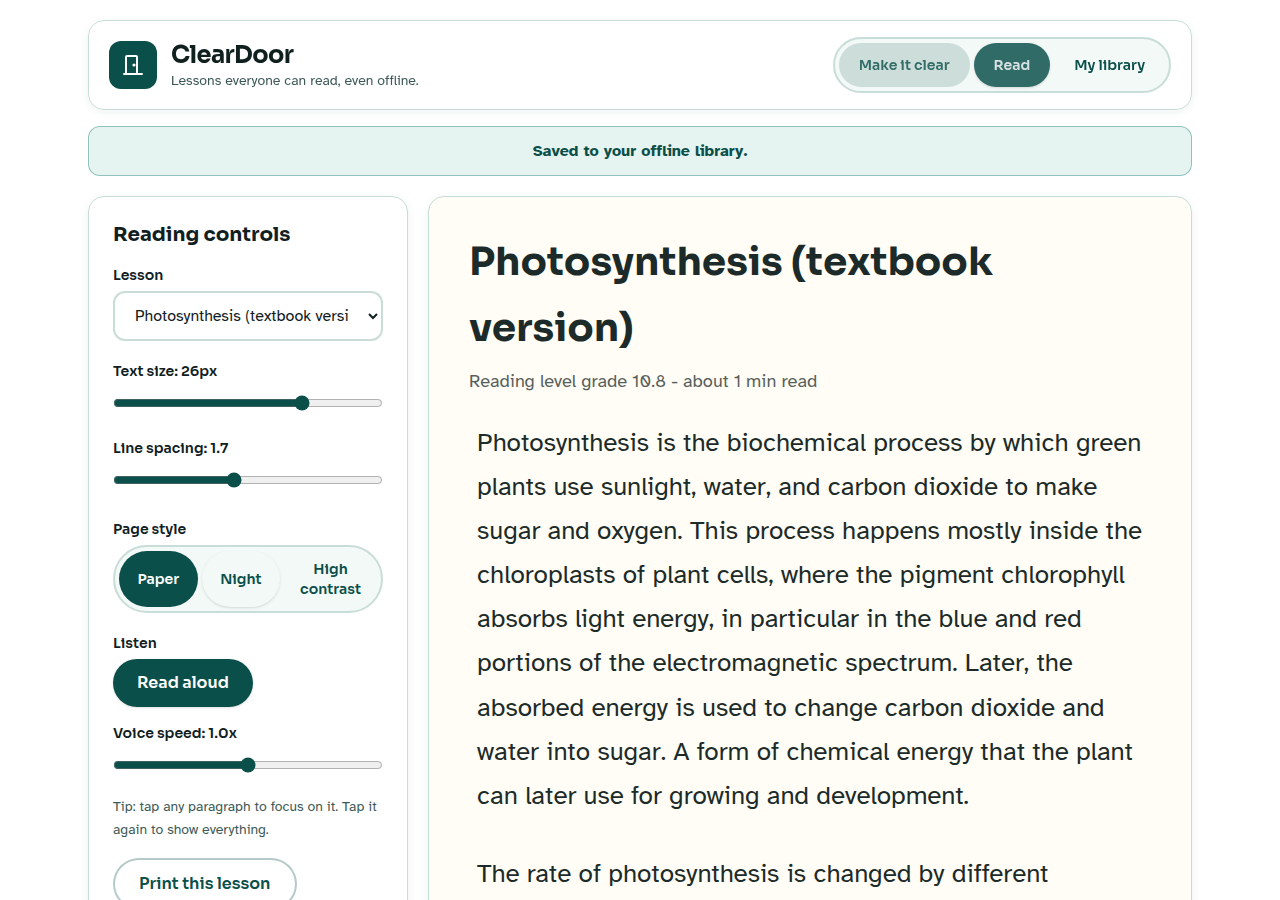 ClearDoor
Lessons everyone can read, even offline.
Make it clear
Read
My library
Saved to your offline library.
Reading controls
Lesson
Photosynthesis (textbook versi
Text size: 26px
Line spacing: 1.7
Page style
Paper
Night
High
contrast
Listen
Read aloud
Voice speed: 1.0x
Tip: tap any paragraph to focus on it. Tap it
again to show everything.
Print this lesson
Photosynthesis (textbook
version)
Reading level grade 10.8 - about 1 min read
Photosynthesis is the biochemical process by which green
plants use sunlight, water, and carbon dioxide to make
sugar and oxygen. This process happens mostly inside the
chloroplasts of plant cells, where the pigment chlorophyll
absorbs light energy, in particular in the blue and red
portions of the electromagnetic spectrum. Later, the
absorbed energy is used to change carbon dioxide and
water into sugar. A form of chemical energy that the plant
can later use for growing and development.
The rate of photosynthesis is changed by different